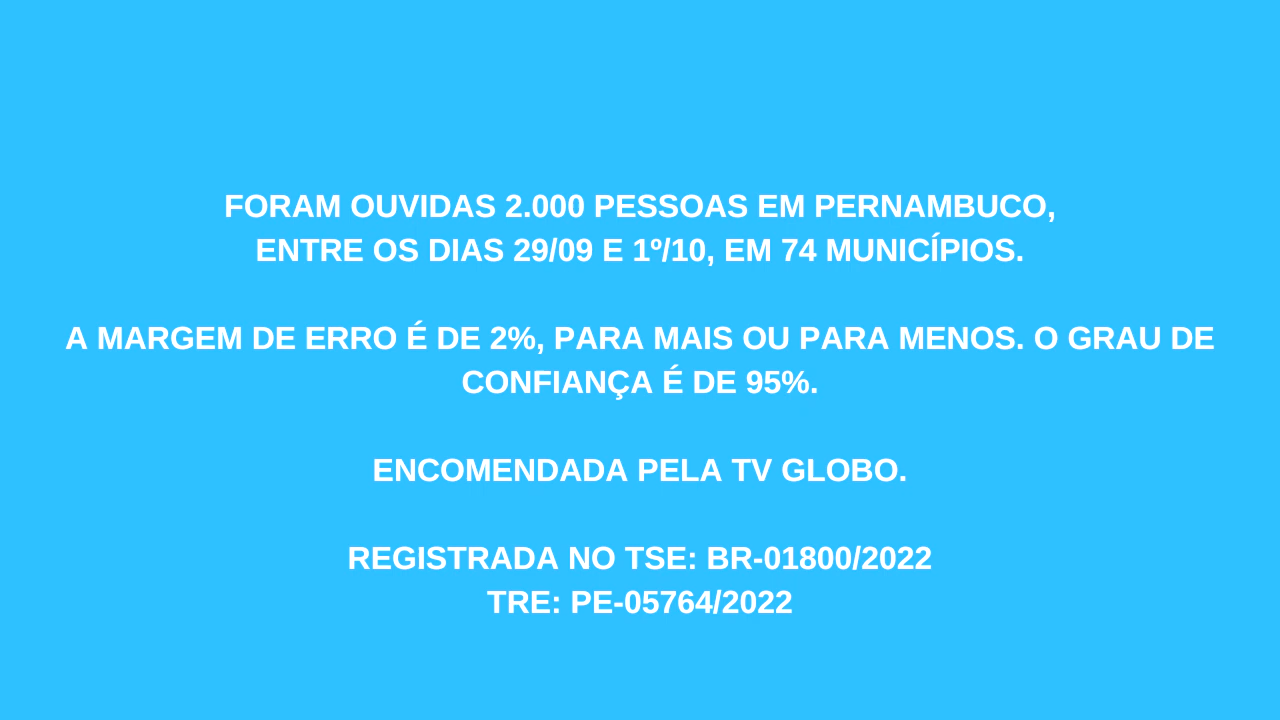 FORAM OUVIDAS 2.000 PESSOAS EM PERNAMBUCO,
ENTRE OS DIAS 29/09 E 1º/10, EM 74 MUNICÍPIOS.
A MARGEM DE ERRO É DE 2%, PARA MAIS OU PARA MENOS. O GRAU DE
CONFIANÇA É DE 95%.
ENCOMENDADA PELA TV GLOBO.
REGISTRADA NO TSE: BR-01800/2022
TRE: PE-05764/2022